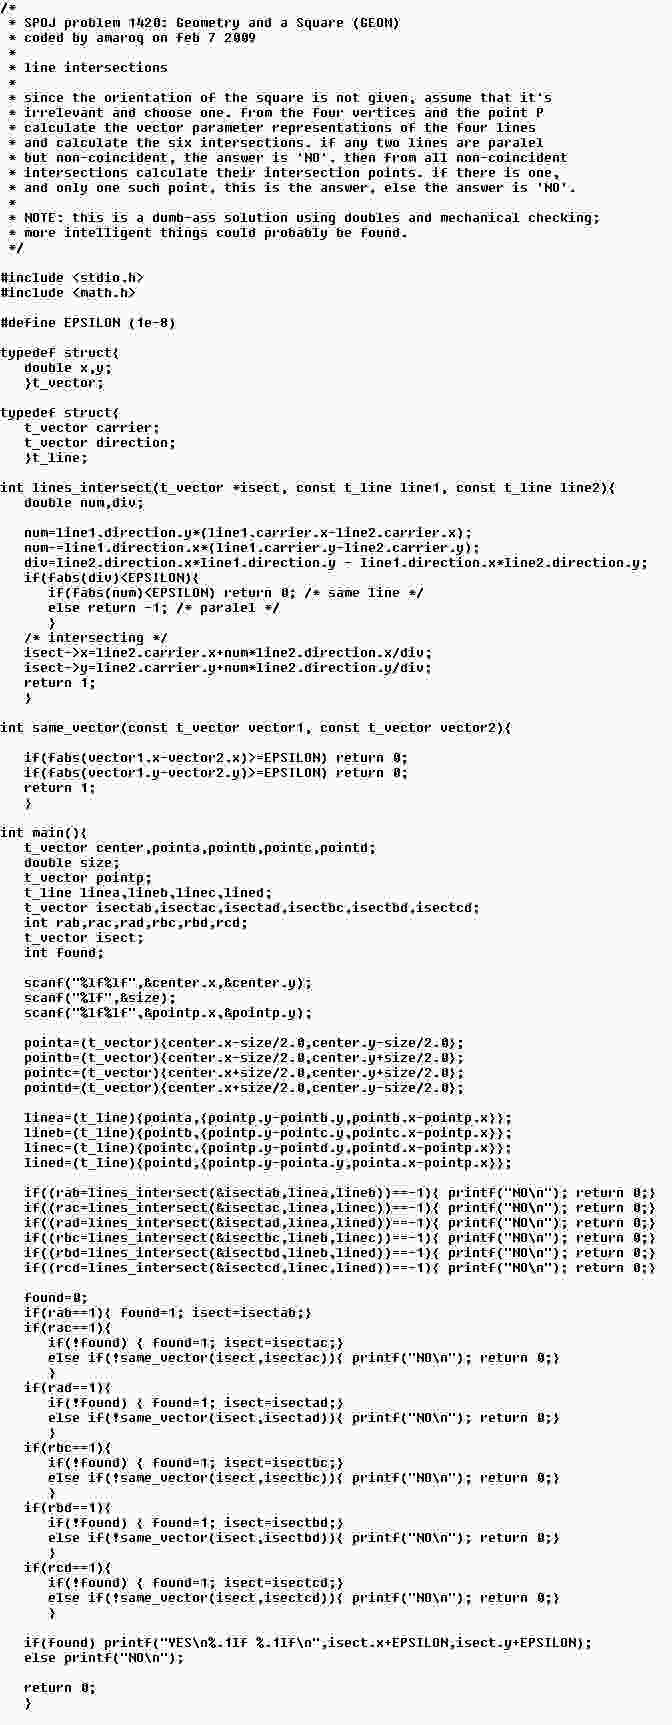 /*
 * SPOJ problem 1420: Geometry and a Square (GEOM)
 * coded by amaroq on feb 7 2009
 *
 * line intersections
 *
 * since the orientation of the square is not given, assume that it's
 * irrelevant and choose one. from the four vertices and the point P
 * calculate the vector parameter representations of the four lines
 * and calculate the six intersections. if any two lines are paralel
 * but non-coincident, the answer is 'NO'. then from all non-coincident
 * intersections calculate their intersection points. if there is one,
 * and only one such point, this is the answer, else the answer is 'NO'.
 *
 * NOTE: this is a dumb-ass solution using doubles and mechanical checking;
 * more intelligent things could probably be found.
 */

#include <stdio.h>
#include <math.h>

#define EPSILON (1e-8)

typedef struct{
   double x,y;
   }t_vector;

typedef struct{
   t_vector carrier;
   t_vector direction;
   }t_line;

int lines_intersect(t_vector *isect, const t_line line1, const t_line line2){
   double num,div;

   num=line1.direction.y*(line1.carrier.x-line2.carrier.x);
   num-=line1.direction.x*(line1.carrier.y-line2.carrier.y);
   div=line2.direction.x*line1.direction.y - line1.direction.x*line2.direction.y;
   if(fabs(div)<EPSILON){
      if(fabs(num)<EPSILON) return 0; /* same line */
      else return -1; /* paralel */
      }
   /* intersecting */
   isect->x=line2.carrier.x+num*line2.direction.x/div;
   isect->y=line2.carrier.y+num*line2.direction.y/div;
   return 1;
   }

int same_vector(const t_vector vector1, const t_vector vector2){

   if(fabs(vector1.x-vector2.x)>=EPSILON) return 0;
   if(fabs(vector1.y-vector2.y)>=EPSILON) return 0;
   return 1;
   }

int main(){
   t_vector center,pointa,pointb,pointc,pointd;
   double size;
   t_vector pointp;
   t_line linea,lineb,linec,lined;
   t_vector isectab,isectac,isectad,isectbc,isectbd,isectcd;
   int rab,rac,rad,rbc,rbd,rcd;
   t_vector isect;
   int found;

   scanf("%lf%lf",&center.x,&center.y);
   scanf("%lf",&size);
   scanf("%lf%lf",&pointp.x,&pointp.y);

   pointa=(t_vector){center.x-size/2.0,center.y-size/2.0};
   pointb=(t_vector){center.x-size/2.0,center.y+size/2.0};
   pointc=(t_vector){center.x+size/2.0,center.y+size/2.0};
   pointd=(t_vector){center.x+size/2.0,center.y-size/2.0};

   linea=(t_line){pointa,{pointp.y-pointb.y,pointb.x-pointp.x}};
   lineb=(t_line){pointb,{pointp.y-pointc.y,pointc.x-pointp.x}};
   linec=(t_line){pointc,{pointp.y-pointd.y,pointd.x-pointp.x}};
   lined=(t_line){pointd,{pointp.y-pointa.y,pointa.x-pointp.x}};

   if((rab=lines_intersect(&isectab,linea,lineb))==-1){ printf("NO\n"); return 0;}
   if((rac=lines_intersect(&isectac,linea,linec))==-1){ printf("NO\n"); return 0;}
   if((rad=lines_intersect(&isectad,linea,lined))==-1){ printf("NO\n"); return 0;}
   if((rbc=lines_intersect(&isectbc,lineb,linec))==-1){ printf("NO\n"); return 0;}
   if((rbd=lines_intersect(&isectbd,lineb,lined))==-1){ printf("NO\n"); return 0;}
   if((rcd=lines_intersect(&isectcd,linec,lined))==-1){ printf("NO\n"); return 0;}

   found=0;
   if(rab==1){ found=1; isect=isectab;}
   if(rac==1){
      if(!found) { found=1; isect=isectac;}
      else if(!same_vector(isect,isectac)){ printf("NO\n"); return 0;}
      }
   if(rad==1){
      if(!found) { found=1; isect=isectad;}
      else if(!same_vector(isect,isectad)){ printf("NO\n"); return 0;}
      }
   if(rbc==1){
      if(!found) { found=1; isect=isectbc;}
      else if(!same_vector(isect,isectbc)){ printf("NO\n"); return 0;}
      }
   if(rbd==1){
      if(!found) { found=1; isect=isectbd;}
      else if(!same_vector(isect,isectbd)){ printf("NO\n"); return 0;}
      }
   if(rcd==1){
      if(!found) { found=1; isect=isectcd;}
      else if(!same_vector(isect,isectcd)){ printf("NO\n"); return 0;}
      }

   if(found) printf("YES\n%.1lf %.1lf\n",isect.x+EPSILON,isect.y+EPSILON);
   else printf("NO\n");

   return 0;
   }